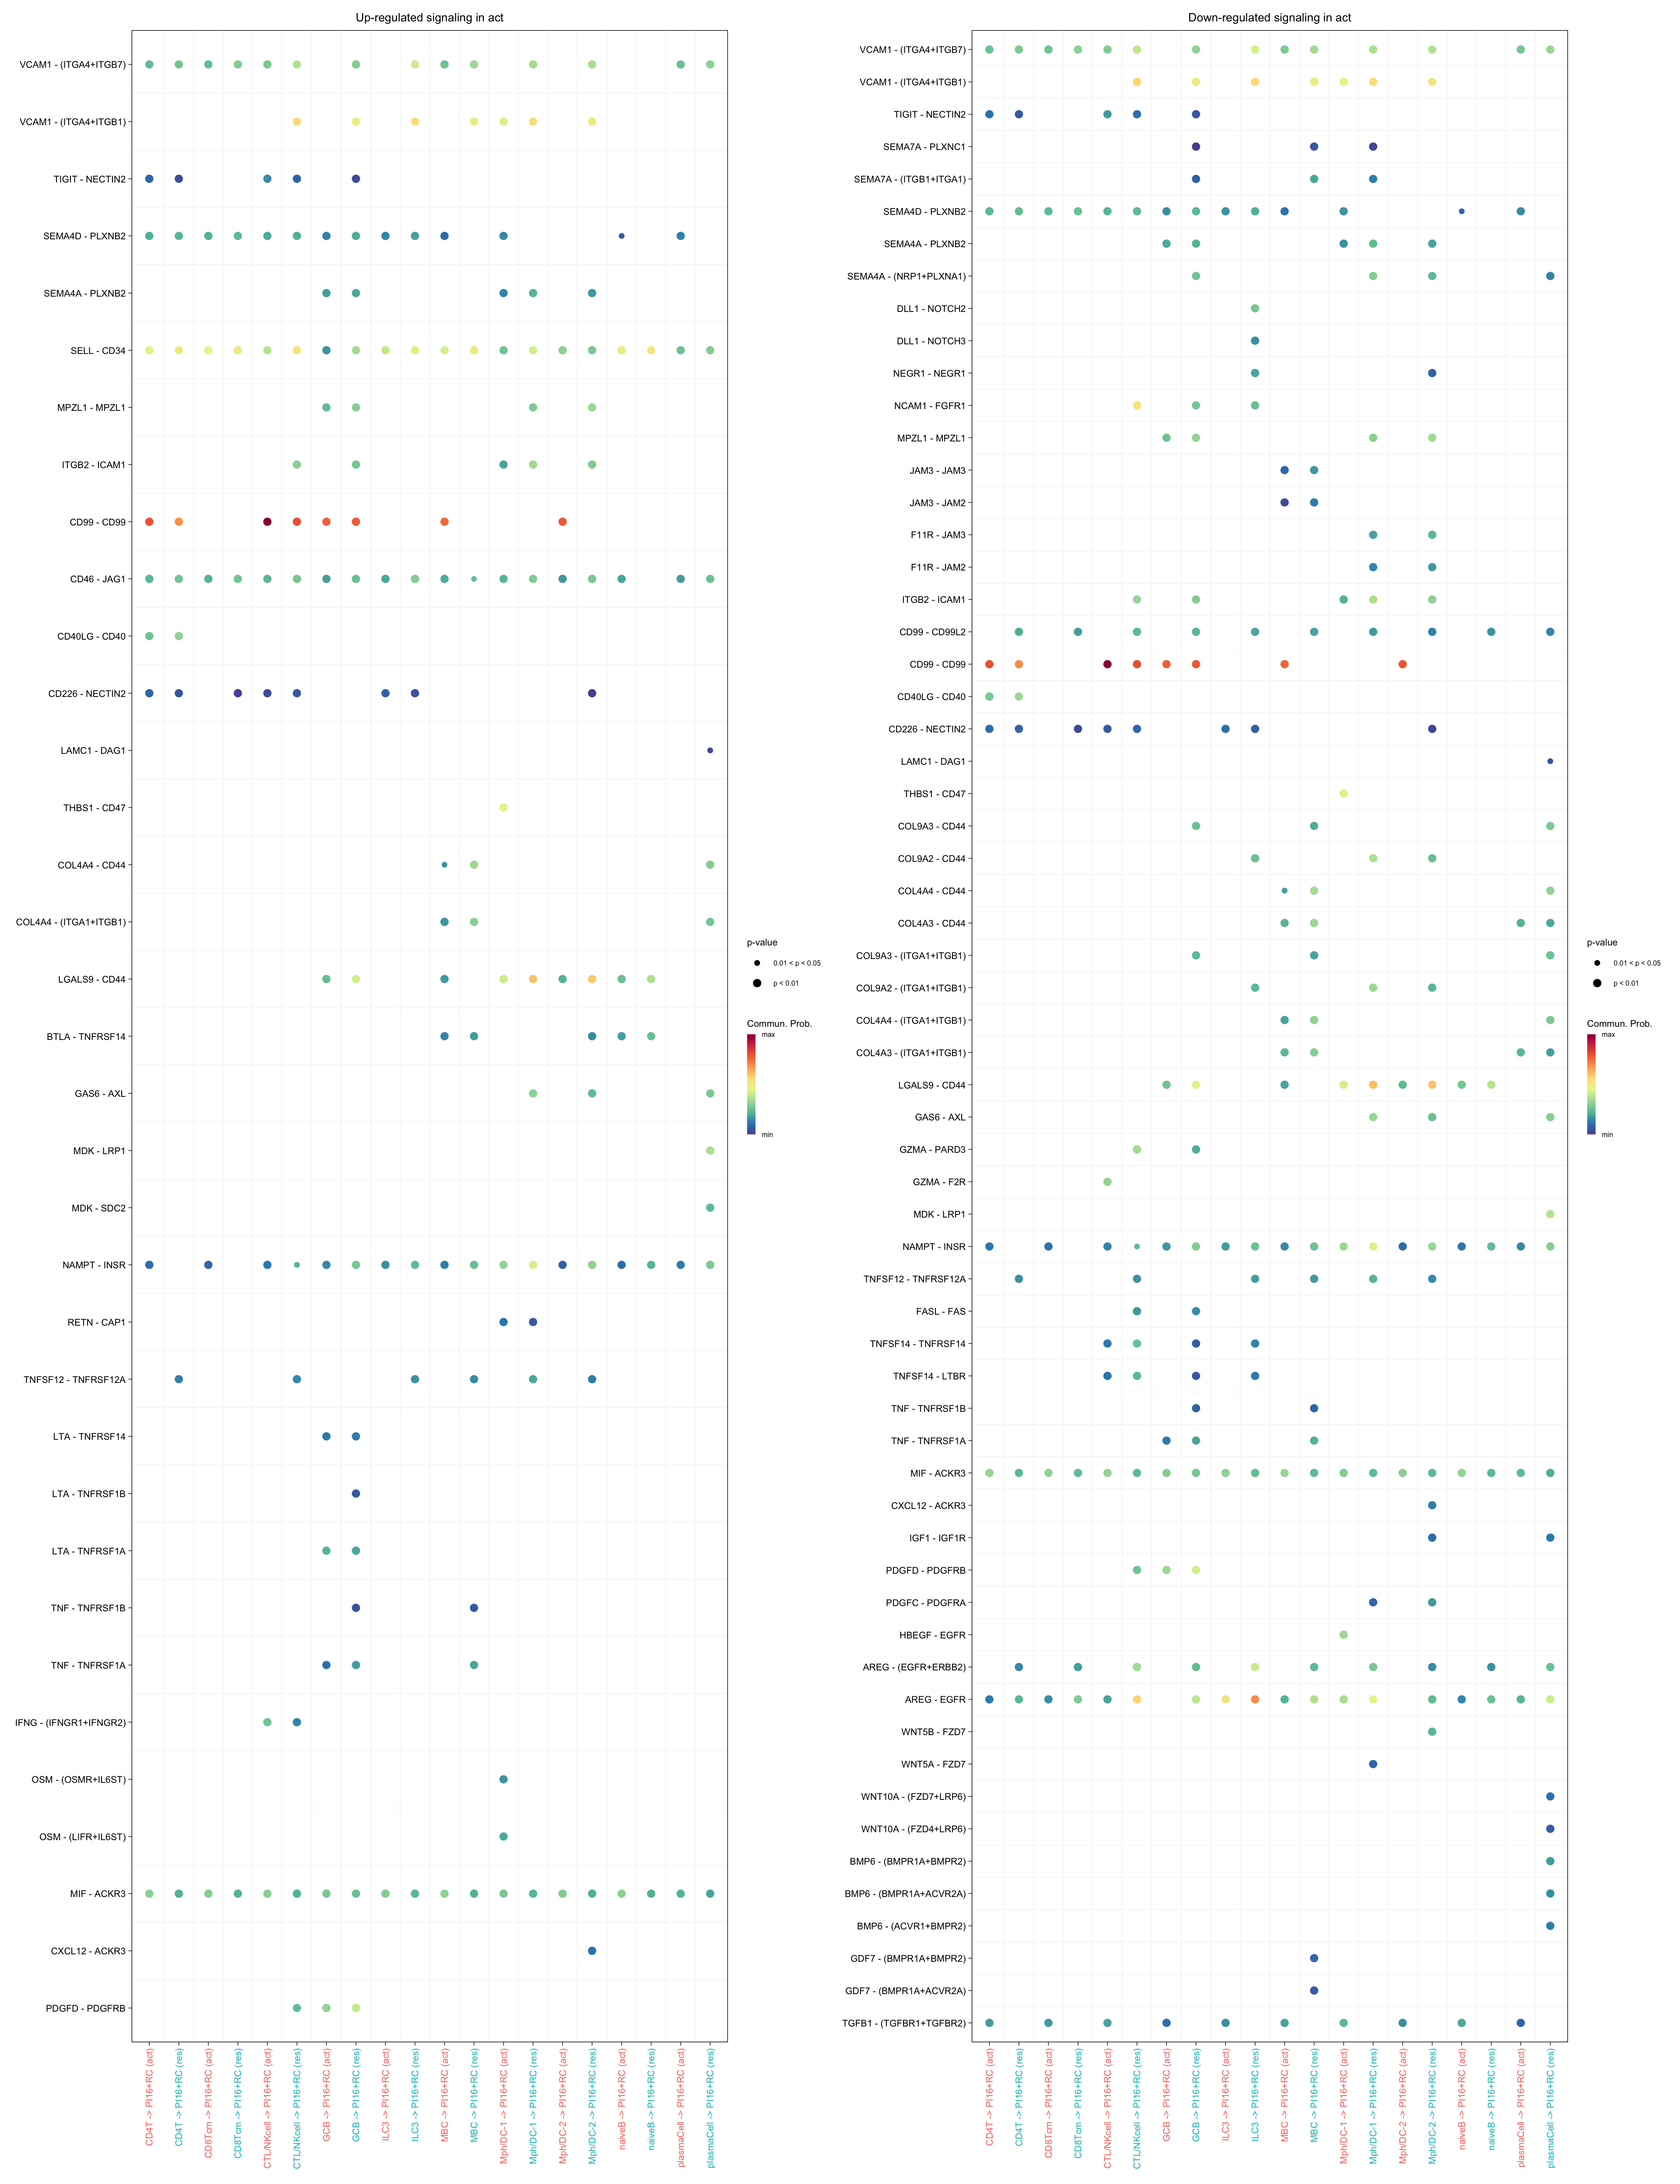 Up-regulated signaling in act
VCAM1 - (ITGA4+ITGB7)
VCAM1 - (ITGA4+ITGB1)
TIGIT - NECTIN2
SEMA4D - PLXNB2
SEMA4A - PLXNB2
SELL - CD34
MPZL1 - MPZL1
ITGB2 - ICAM1
CD99 - CD99
CD46 - JAG1
CD40LG - CD40
CD226 - NECTIN2
LAMC1 - DAG1
THBS1 - CD47
COL4A4 - CD44
COL4A4 - (ITGA1+ITGB1)
LGALS9 - CD44
BTLA - TNFRSF14
GAS6 - AXL
MDK - LRP1
MDK - SDC2
NAMPT - INSR
RETN - CAP1
TNFSF12 - TNFRSF12A
LTA - TNFRSF14
LTA - TNFRSF1B
LTA - TNFRSF1A
TNF - TNFRSF1B
TNF - TNFRSF1A
IFNG - (IFNGR1+IFNGR2)
OSM - (OSMR+IL6ST)
OSM - (LIFR+IL6ST)
MIF - ACKR3
CXCL12 - ACKR3
PDGFD - PDGFRB
CD4T -> PI16+RC (act)
CD4T -> PI16+RC (res)
CD8Tcm -> PI16+RC (act)
CD8Tcm -> PI16+RC (res)
CTL/NKcell -> PI16+RC (act)
CTL/NKcell -> PI16+RC (res)
GCB -> PI16+RC (act)
GCB -> PI16+RC (res)
ILC3 -> PI16+RC (act)
ILC3 -> PI16+RC (res)
MBC -> PI16+RC (act)
MBC -> PI16+RC (res)
Mph/DC-1 -> PI16+RC (act)
Mph/DC-1 -> PI16+RC (res)
Mph/DC-2 -> PI16+RC (act)
Mph/DC-2 -> PI16+RC (res)
naiveB -> PI16+RC (act)
naiveB -> PI16+RC (res)
plasmaCell -> PI16+RC (act)
plasmaCell -> PI16+RC (res)
p-value
0.01 < p < 0.05
p < 0.01
Commun. Prob.
max
min
Down-regulated signaling in act
VCAM1 - (ITGA4+ITGB7)
VCAM1 - (ITGA4+ITGB1)
TIGIT - NECTIN2
SEMA7A - PLXNC1
SEMA7A - (ITGB1+ITGA1)
SEMA4D - PLXNB2
SEMA4A - PLXNB2
SEMA4A - (NRP1+PLXNA1)
DLL1 - NOTCH2
DLL1 - NOTCH3
NEGR1 - NEGR1
NCAM1 - FGFR1
MPZL1 - MPZL1
JAM3 - JAM3
JAM3 - JAM2
F11R - JAM3
F11R - JAM2
ITGB2 - ICAM1
CD99 - CD99L2
CD99 - CD99
CD40LG - CD40
CD226 - NECTIN2
LAMC1 - DAG1
THBS1 - CD47
COL9A3 - CD44
COL9A2 - CD44
COL4A4 - CD44
COL4A3 - CD44
COL9A3 - (ITGA1+ITGB1)
COL9A2 - (ITGA1+ITGB1)
COL4A4 - (ITGA1+ITGB1)
COL4A3 - (ITGA1+ITGB1)
LGALS9 - CD44
GAS6 - AXL
GZMA - PARD3
GZMA - F2R
MDK - LRP1
NAMPT - INSR
TNFSF12 - TNFRSF12A
FASL - FAS
TNFSF14 - TNFRSF14
TNFSF14 - LTBR
TNF - TNFRSF1B
TNF - TNFRSF1A
MIF - ACKR3
CXCL12 - ACKR3
IGF1 - IGF1R
PDGFD - PDGFRB
PDGFC - PDGFRA
HBEGF - EGFR
AREG - (EGFR+ERBB2)
AREG - EGFR
WNT5B - FZD7
WNT5A - FZD7
WNT10A - (FZD7+LRP6)
WNT10A - (FZD4+LRP6)
BMP6 - (BMPR1A+BMPR2)
BMP6 - (BMPR1A+ACVR2A)
BMP6 - (ACVR1+BMPR2)
GDF7 - (BMPR1A+BMPR2)
GDF7 - (BMPR1A+ACVR2A)
TGFB1 - (TGFBR1+TGFBR2)
CD4T -> PI16+RC (act)
CD4T -> PI16+RC (res)
CD8Tcm -> PI16+RC (act)
CD8Tcm -> PI16+RC (res)
CTL/NKcell -> PI16+RC (act)
CTL/NKcell -> PI16+RC (res)
GCB -> PI16+RC (act)
GCB -> PI16+RC (res)
ILC3 -> PI16+RC (act)
ILC3 -> PI16+RC (res)
MBC -> PI16+RC (act)
MBC -> PI16+RC (res)
Mph/DC-1 -> PI16+RC (act)
Mph/DC-1 -> PI16+RC (res)
Mph/DC-2 -> PI16+RC (act)
Mph/DC-2 -> PI16+RC (res)
naiveB -> PI16+RC (act)
naiveB -> PI16+RC (res)
plasmaCell -> PI16+RC (act)
plasmaCell -> PI16+RC (res)
p-value
0.01 < p < 0.05
p < 0.01
Commun. Prob.
max
min